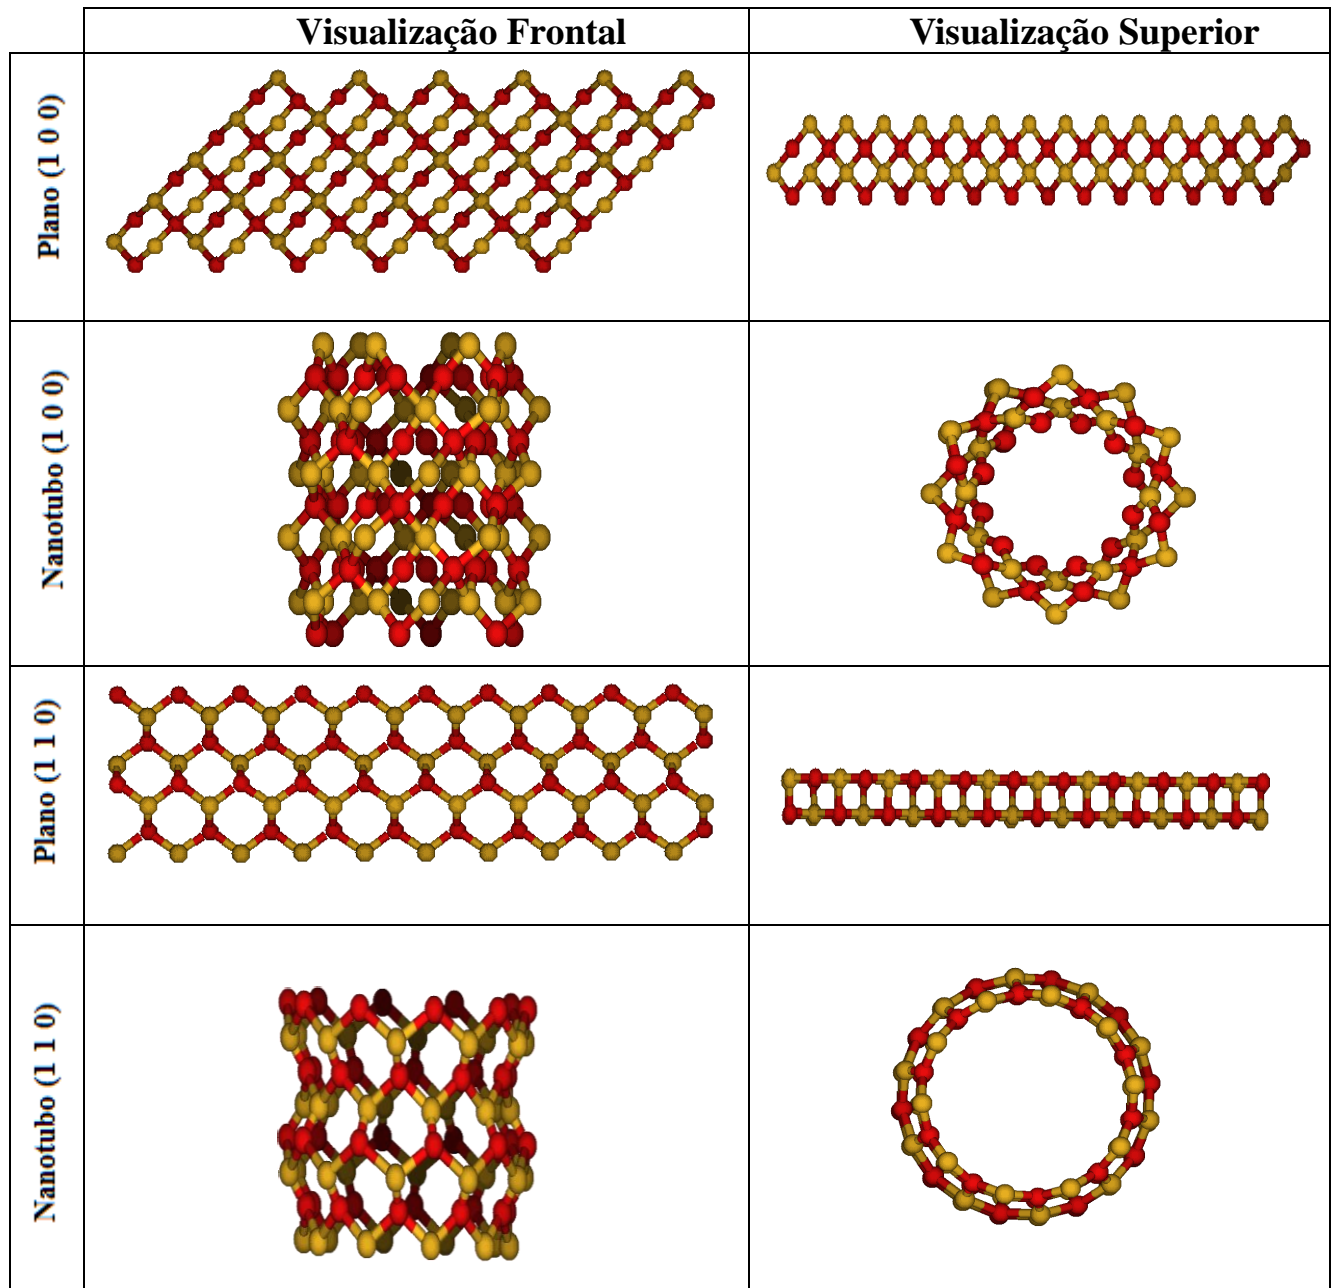 Visualização Frontal
Visualização Superior
Plano (1 0 0)
Nanotubo (1 0 0)
Plano (1 1 0)
Nanotubo (1 1 0)